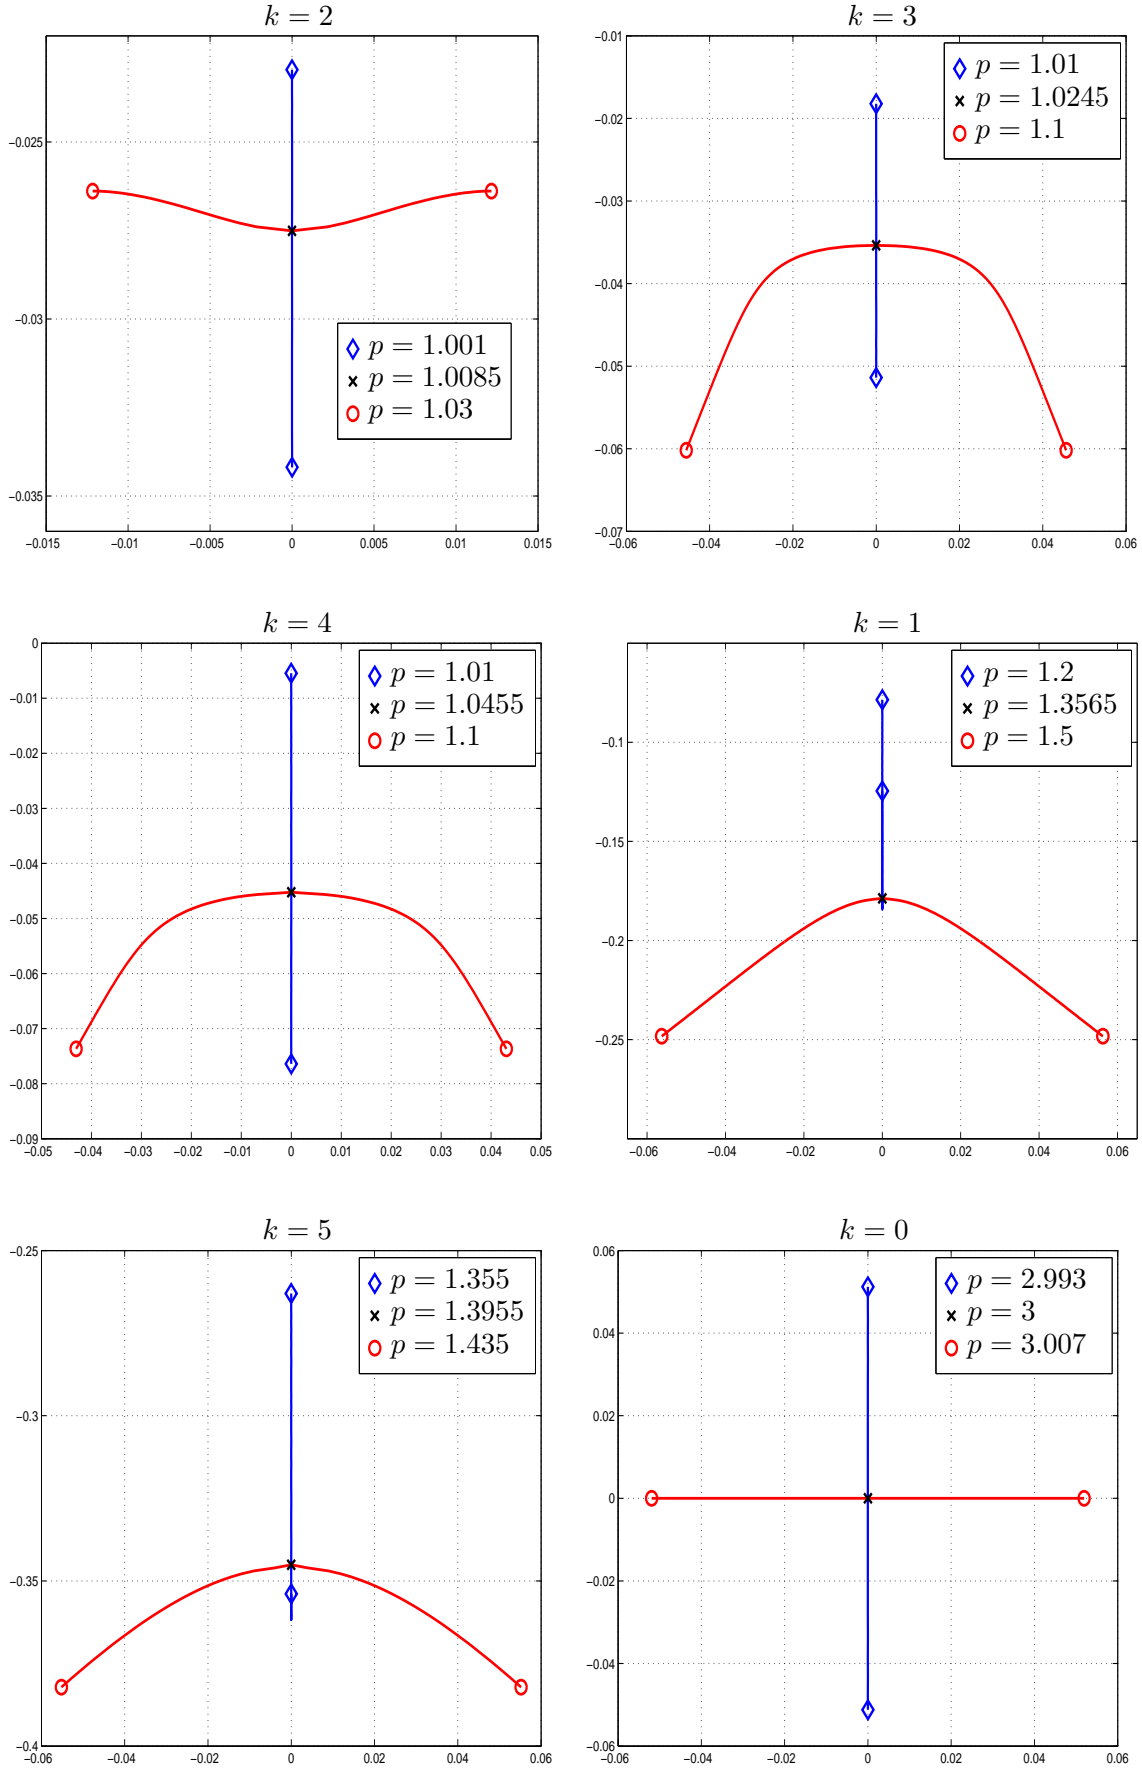 k = 2
−0.025
−0.03
−0.035
−0.015 −0.01 −0.005 0 0.005 0.01 0.015
p = 1.001
p = 1.0085
p = 1.03
k = 3
−0.01
−0.02
−0.03
−0.04
−0.05
−0.06
−0.07
−0.06 −0.04 −0.02 0 0.02 0.04 0.06
p = 1.01
p = 1.0245
p = 1.1
k = 4
0
−0.01
−0.02
−0.03
−0.04
−0.05
−0.06
−0.07
−0.08
−0.09
−0.05 −0.04 −0.03 −0.02 −0.01 0 0.01 0.02 0.03 0.04 0.05
p = 1.01
p = 1.0455
p = 1.1
k = 1
−0.1
−0.15
−0.2
−0.25
−0.06 −0.04 −0.02 0 0.02 0.04 0.06
p = 1.2
p = 1.3565
p = 1.5
k = 5
−0.25
−0.3
−0.35
−0.4
−0.06 −0.04 −0.02 0 0.02 0.04 0.06
p = 1.355
p = 1.3955
p = 1.435
k = 0
0.06
0.04
0.02
0
−0.02
−0.04
−0.06
−0.06 −0.04 −0.02 0 0.02 0.04 0.06
p = 2.993
p = 3
p = 3.007